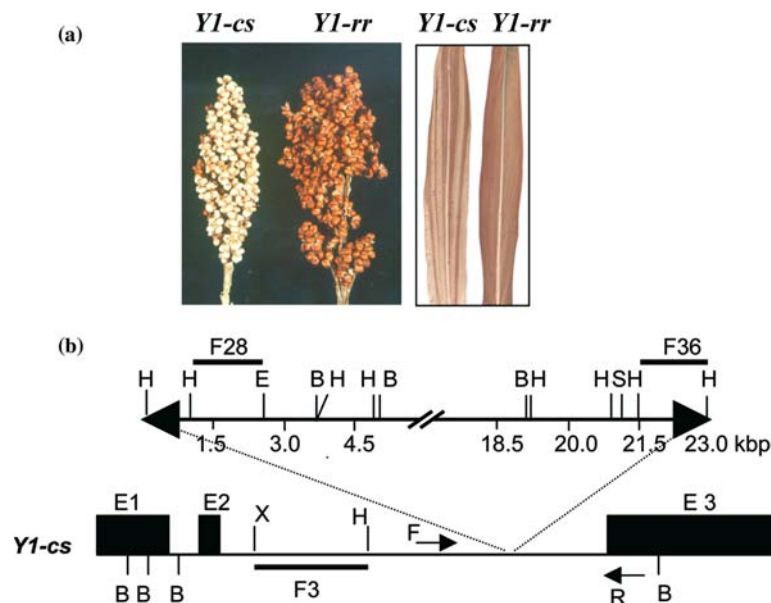 (a)
Y1-cs Y1-rr Y1-cs Y1-rr
(b)
F28 F36
H H E B H H B B H H S H H
1.5 3.0 4.5 18.5 20.0 21.5 23.0 kbp
E1 E2 X H F E 3
Y1-cs
B B B F3 R B